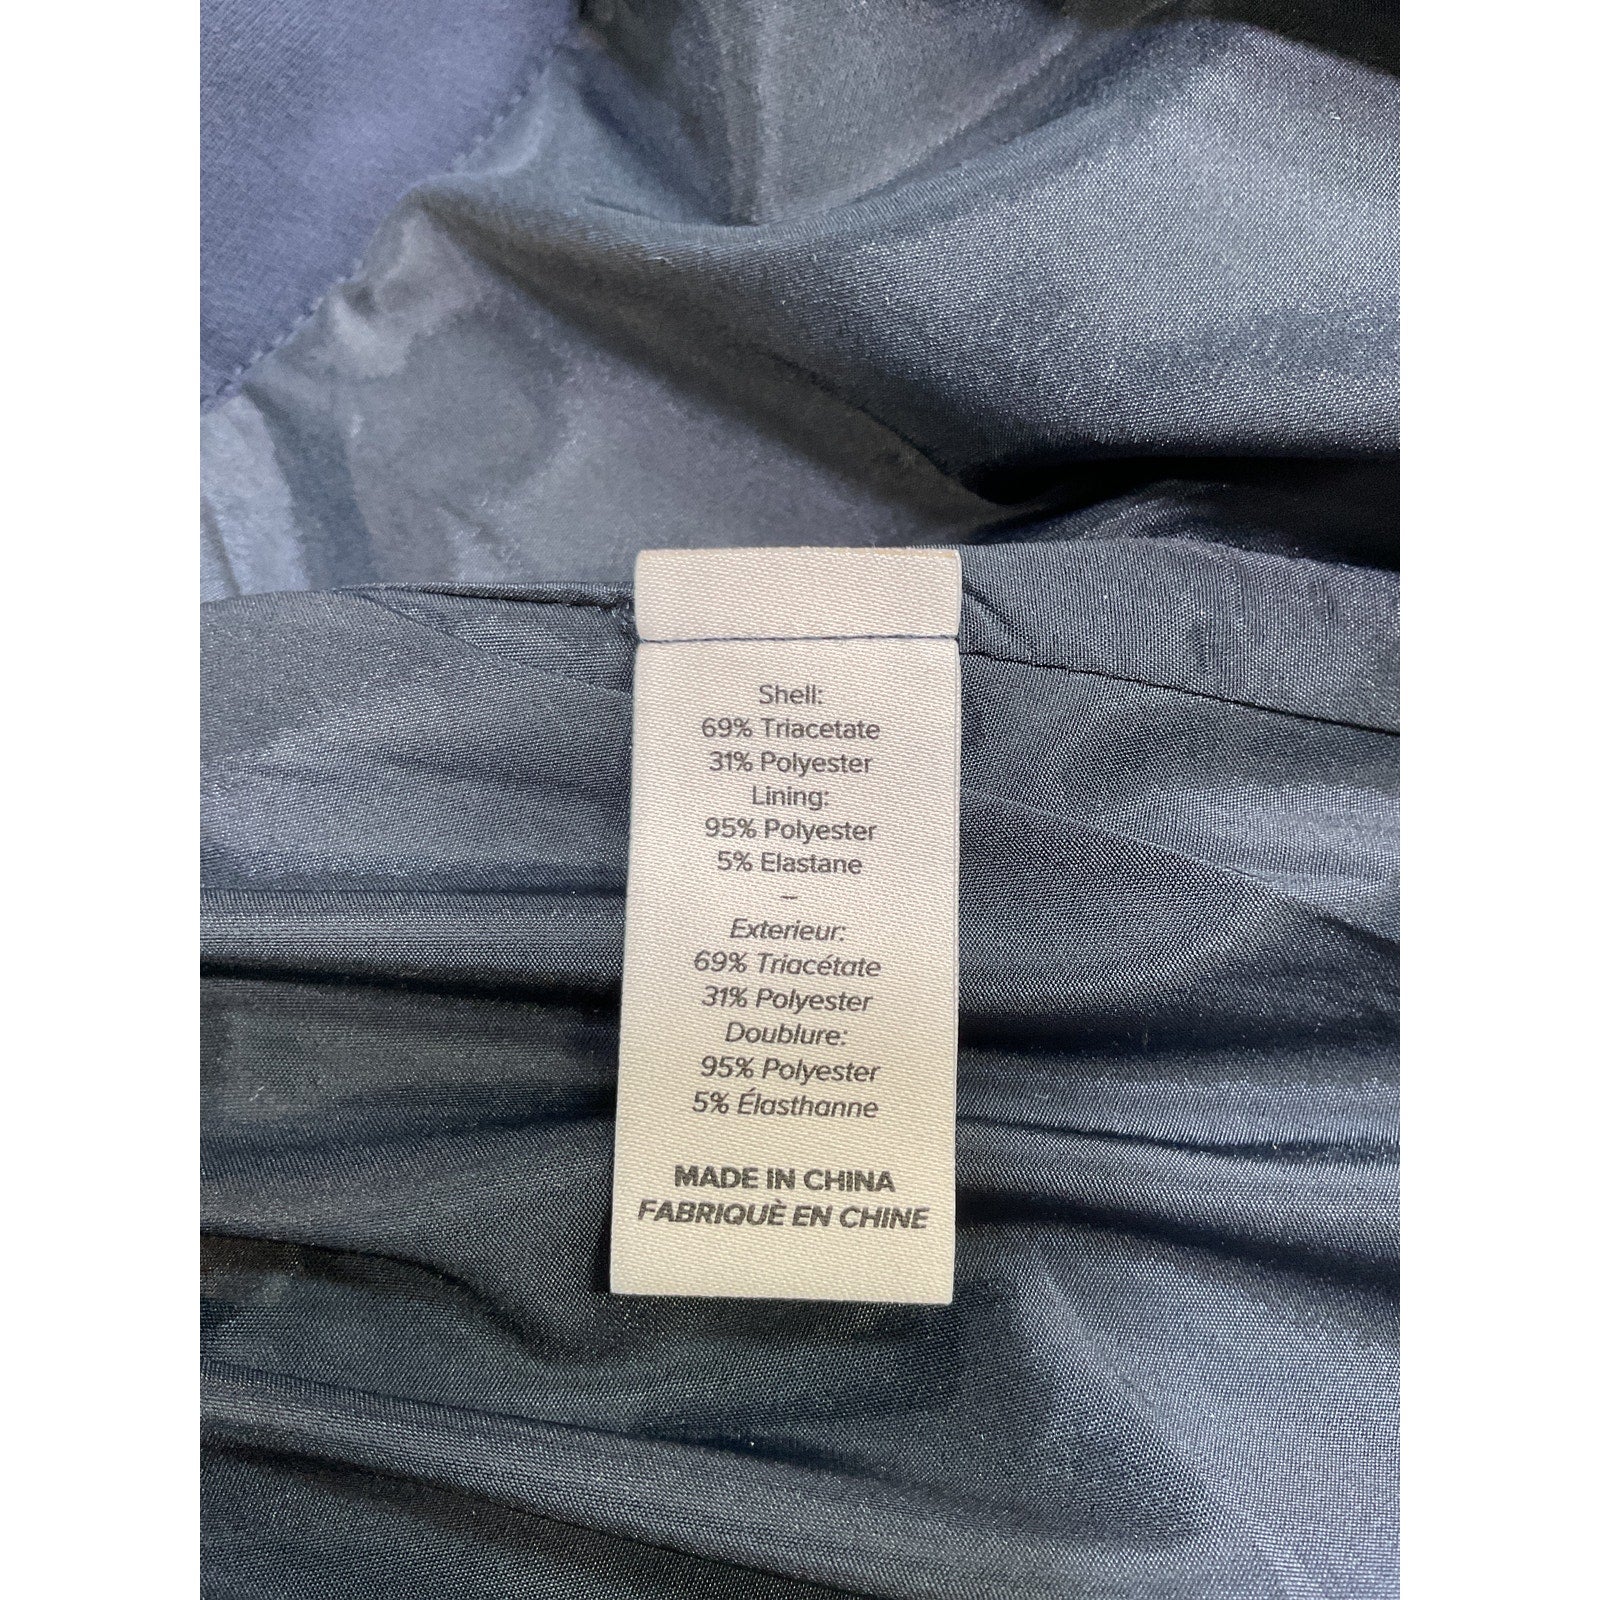 Shell:
69% Triacetate
31% Polyester
Lining:
95% Polyester
5% Elastane
–
Exterieur:
69% Triacétate
31% Polyester
Doublure:
95% Polyester
5% Élasthanne
MADE IN CHINA
FABRIQUÈ EN CHINE